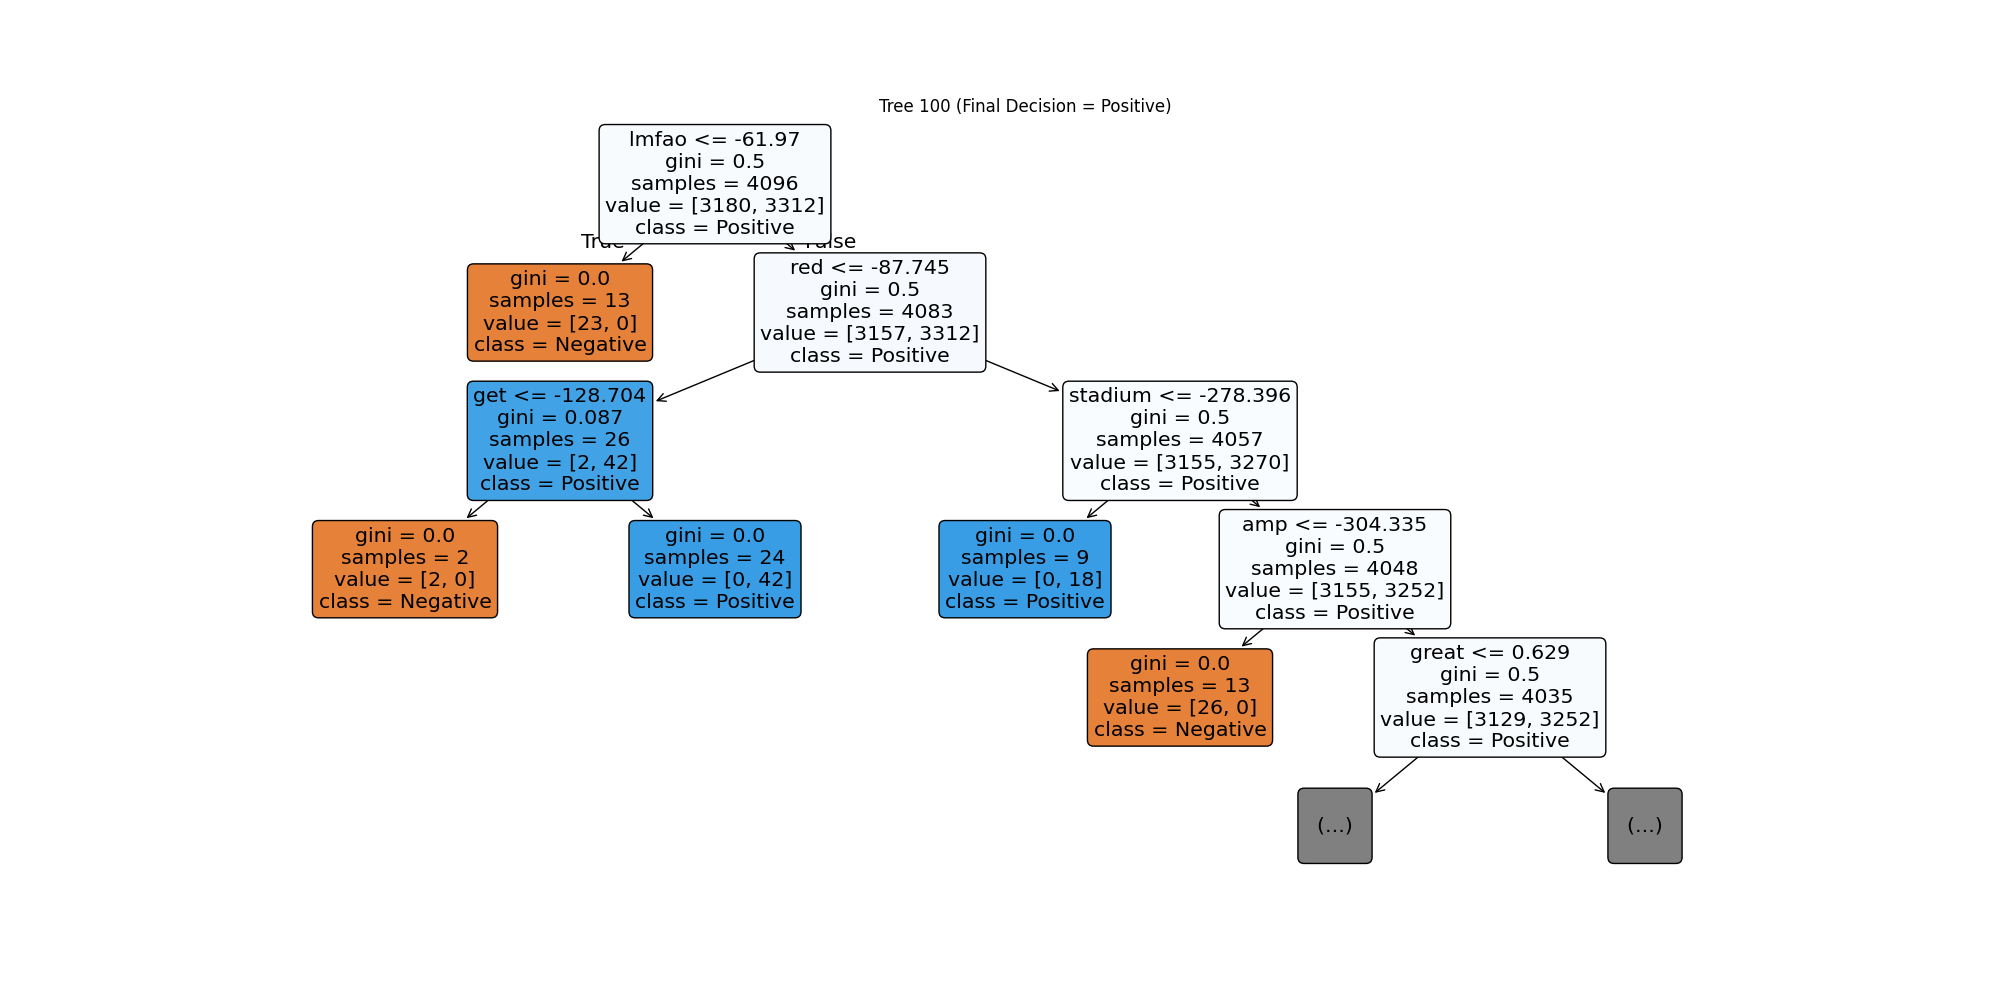 Tree 100 (Final Decision = Positive)
lmfao <= -61.97
gini = 0.5
samples = 4096
value = [3180, 3312]
class = Positive
True
False
gini = 0.0
samples = 13
value = [23, 0]
class = Negative
red <= -87.745
gini = 0.5
samples = 4083
value = [3157, 3312]
class = Positive
get <= -128.704
gini = 0.087
samples = 26
value = [2, 42]
class = Positive
stadium <= -278.396
gini = 0.5
samples = 4057
value = [3155, 3270]
class = Positive
gini = 0.0
samples = 2
value = [2, 0]
class = Negative
gini = 0.0
samples = 24
value = [0, 42]
class = Positive
gini = 0.0
samples = 9
value = [0, 18]
class = Positive
amp <= -304.335
gini = 0.5
samples = 4048
value = [3155, 3252]
class = Positive
gini = 0.0
samples = 13
value = [26, 0]
class = Negative
great <= 0.629
gini = 0.5
samples = 4035
value = [3129, 3252]
class = Positive
(...)
(...)